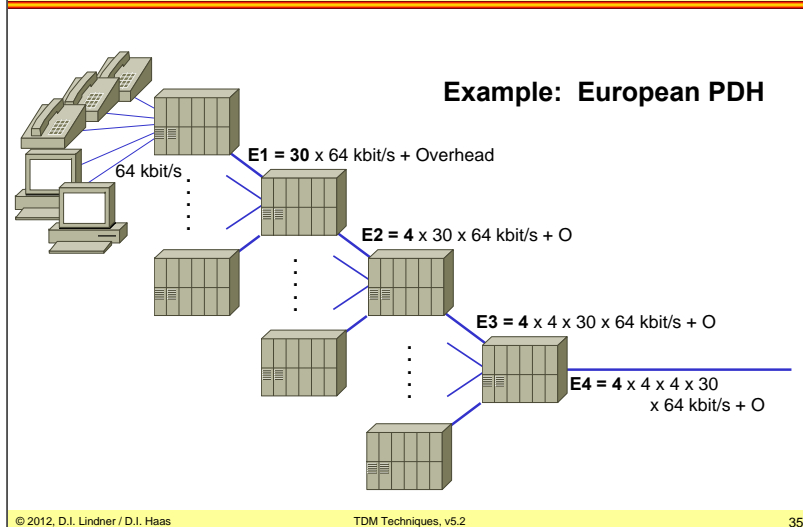 Example: European PDH
E1 = 30 x 64 kbit/s + Overhead
64 kbit/s
E2 = 4 x 30 x 64 kbit/s + O
E3 = 4 x 4 x 30 x 64 kbit/s + O
E4 = 4 x 4 x 4 x 30
x 64 kbit/s + O
© 2012, D.I. Lindner / D.I. Haas
TDM Techniques, v5.2
35